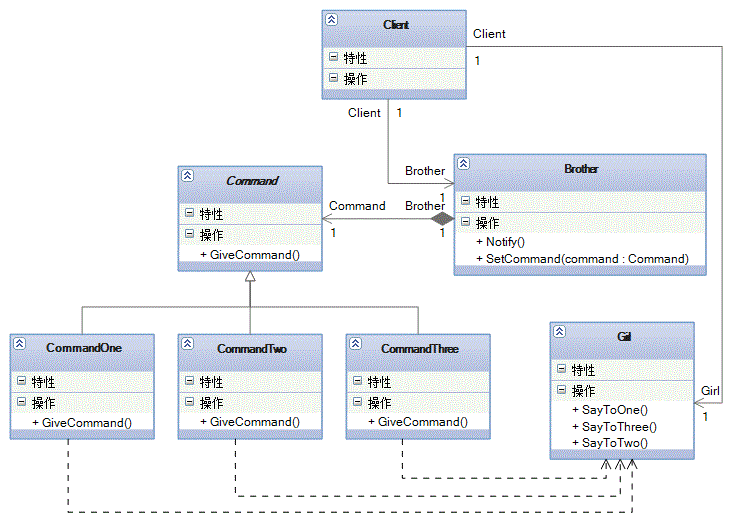 Client
特性
操作
Client
1
Client
1
Brother
1
Command
特性
操作
+ GiveCommand()
Command
1
Brother
1
Brother
特性
操作
+ Notify()
+ SetCommand(command : Command)
CommandOne
特性
操作
+ GiveCommand()
CommandTwo
特性
操作
+ GiveCommand()
CommandThree
特性
操作
+ GiveCommand()
Girl
特性
操作
+ SayToOne()
+ SayToThree()
+ SayToTwo()
Girl
1